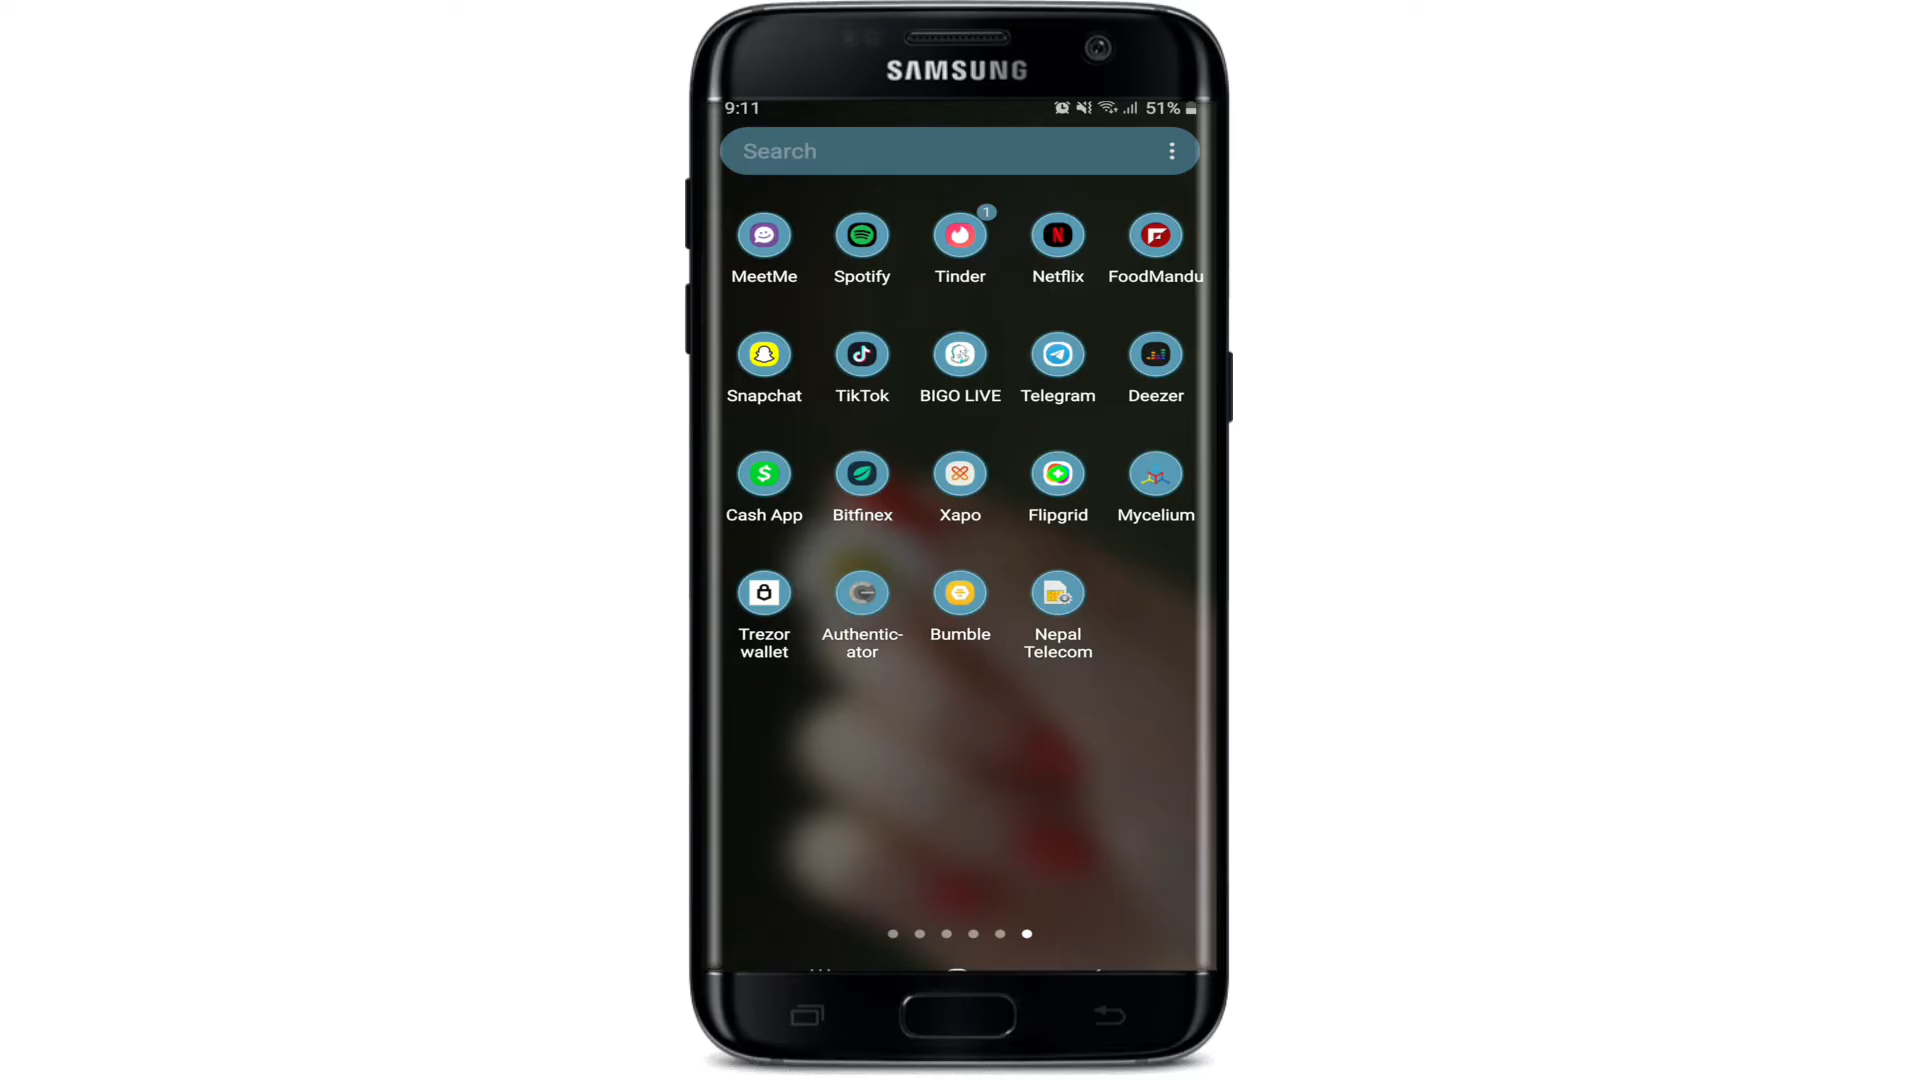 SAMSUNG
9:11 51%
Search
1
MeetMe Spotify Tinder Netflix FoodMandu
Snapchat TikTok BIGO LIVE Telegram Deezer
Cash App Bitfinex Xapo Flipgrid Mycelium
Trezor wallet Authentic-ator Bumble Nepal Telecom